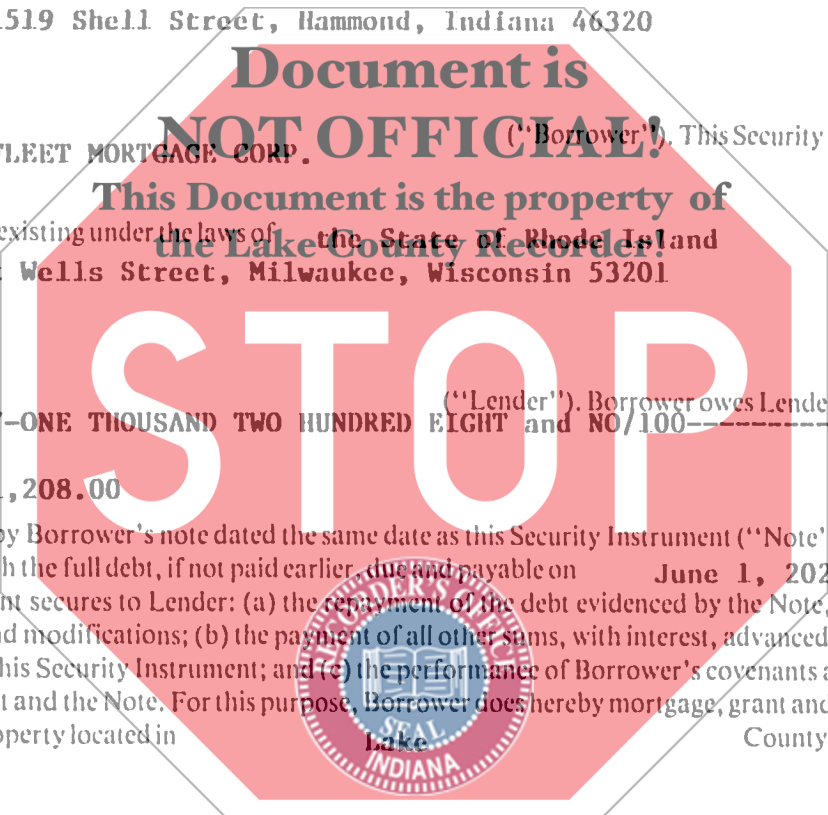 1519 Shell Street, Hammond, Indiana 46320
Document is
NOT OFFICIAL!
("Borrower"). This Security
FLEET MORTGAGE CORP.
This Document is the property of
the Lake County Recorder!
existing under the laws of the State of Rhode Island
Wells Street, Milwaukee, Wisconsin 53201
STOP
("Lender"). Borrower owes Lende
-ONE THOUSAND TWO HUNDRED EIGHT and NO/100----------
,208.00
by Borrower's note dated the same date as this Security Instrument ("Note"
h the full debt, if not paid earlier, due and payable on June 1, 202
nt secures to Lender: (a) the repayment of the debt evidenced by the Note,
nd modifications; (b) the payment of all other sums, with interest, advanced
his Security Instrument; and (c) the performance of Borrower's covenants a
t and the Note. For this purpose, Borrower does hereby mortgage, grant and
operty located in Lake County
RECORDER'S OFFICE
SEAL
INDIANA